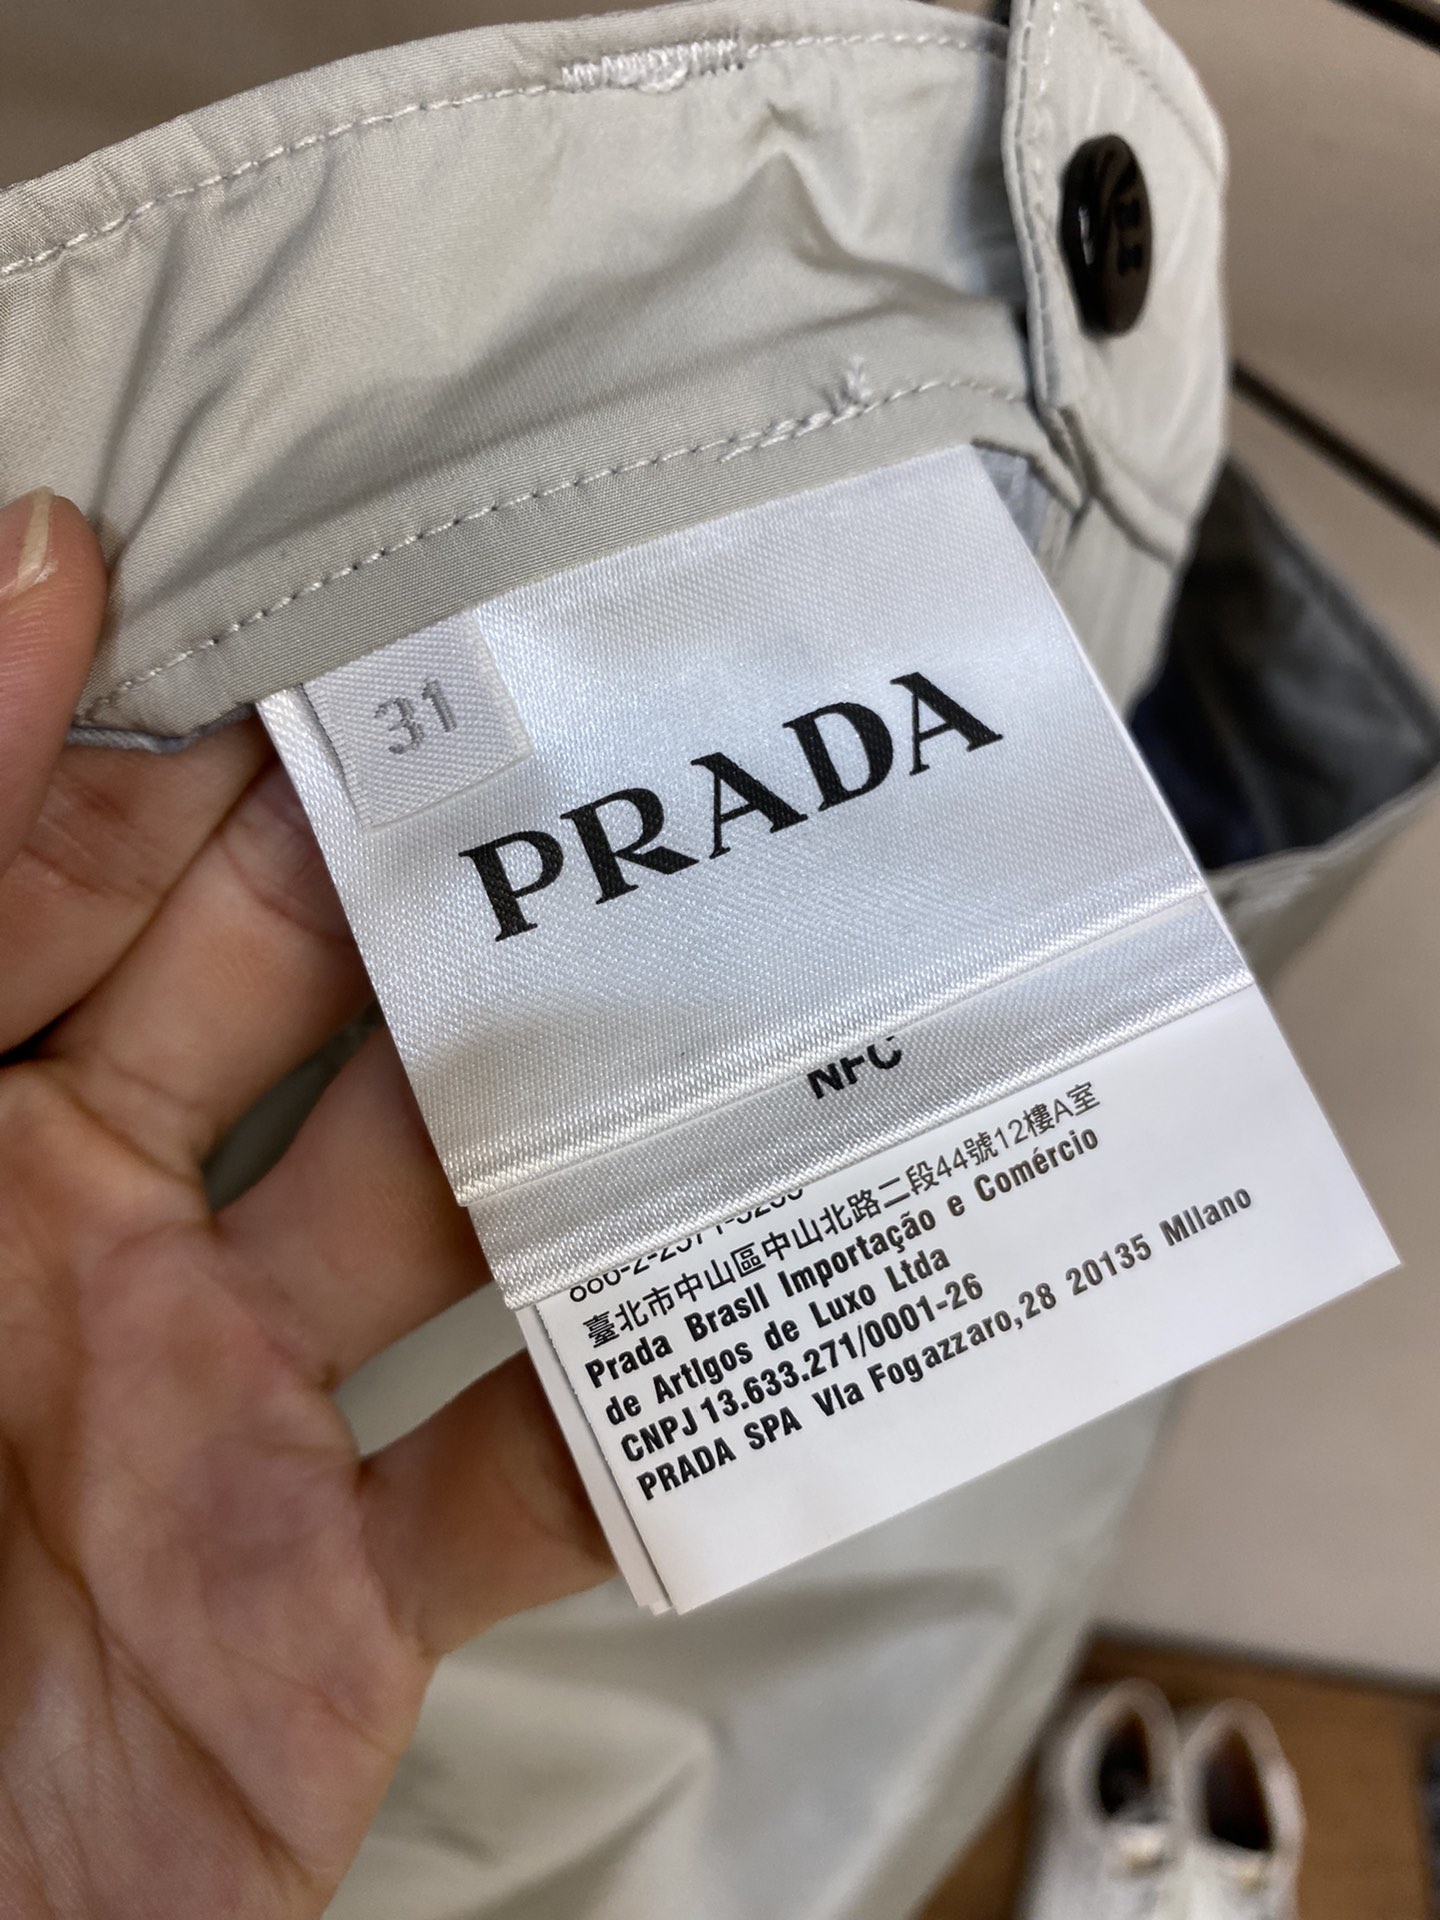 31
PRADA
NFC
臺北市中山區中山北路二段44號12樓A室
Prada Brasil Importação e Comércio
de Artigos de Luxo Ltda
CNPJ 13.633.271/0001-26
PRADA SPA Via Fogazzaro,28 20135 Milano